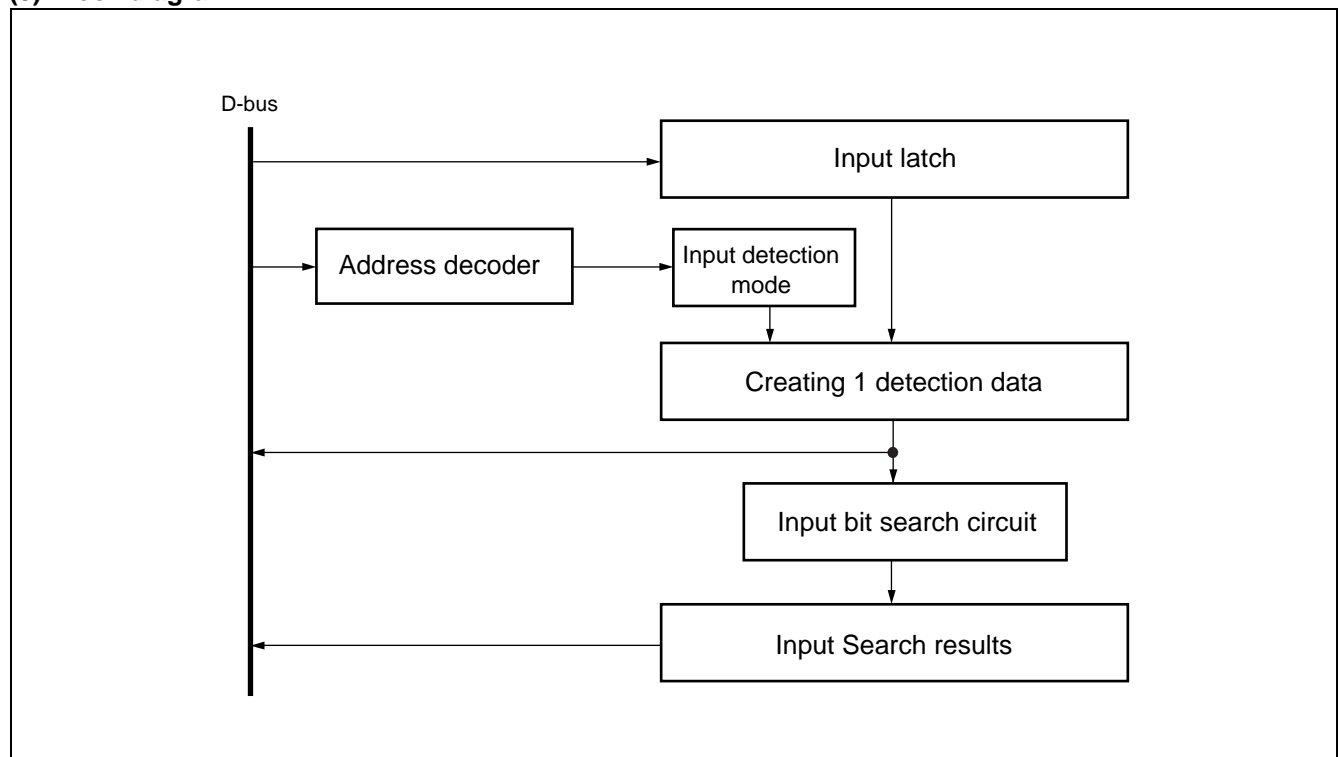 D-bus
Input latch
Address decoder
Input detection
mode
Creating 1 detection data
Input bit search circuit
Input Search results